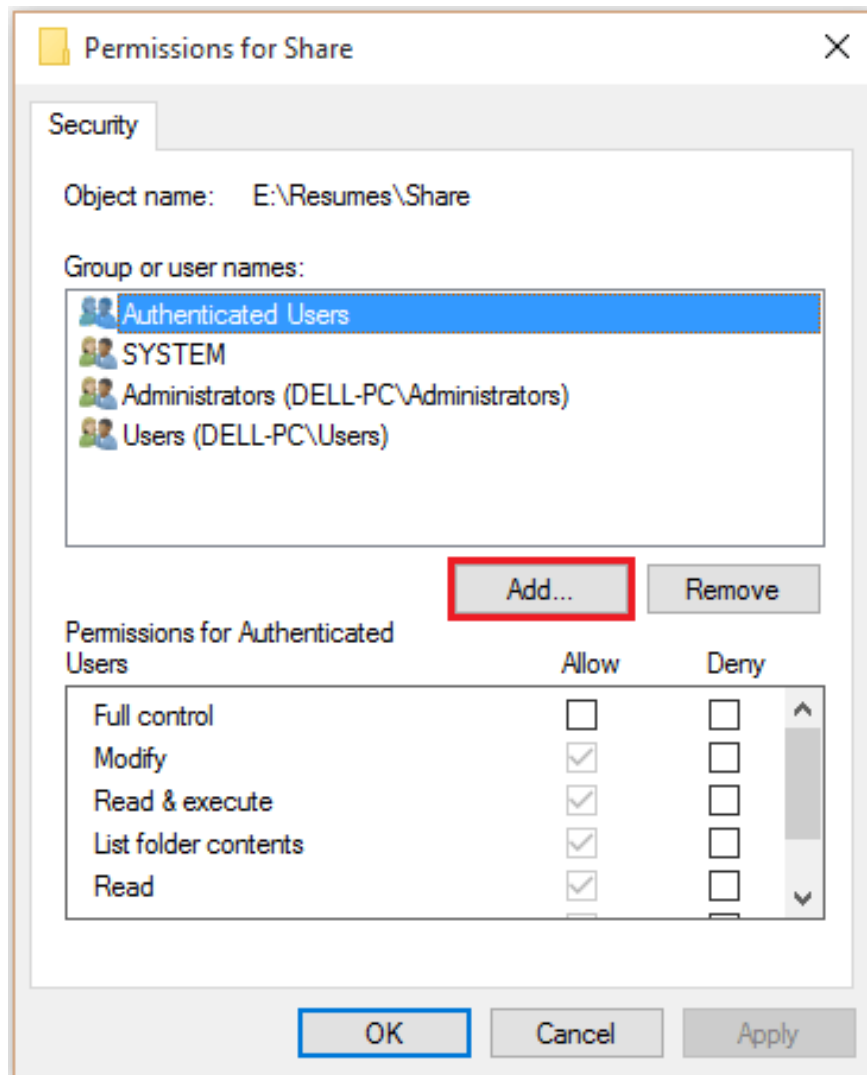 Permissions for Share
Security
Object name: E:\Resumes\Share
Group or user names:
Authenticated Users
SYSTEM
Administrators (DELL-PC\Administrators)
Users (DELL-PC\Users)
Add... Remove
Permissions for Authenticated
Users Allow Deny
Full control
Modify
Read & execute
List folder contents
Read
OK Cancel Apply